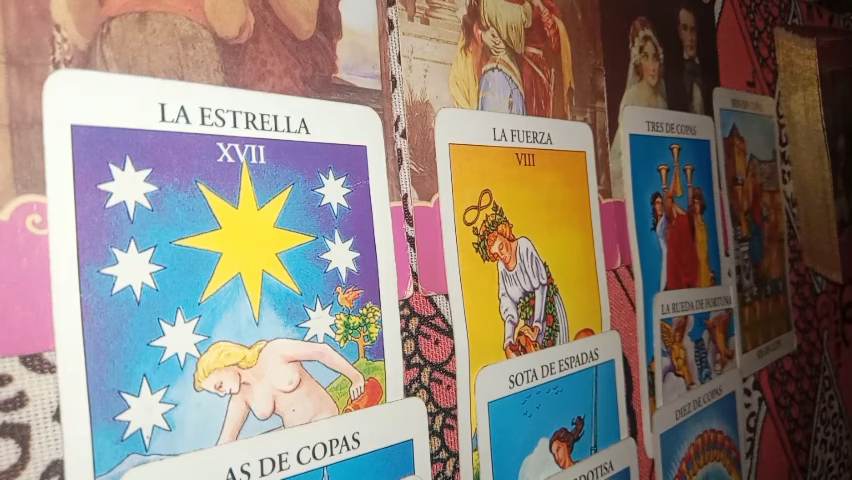 LA ESTRELLA
XVII
AS DE COPAS
LA FUERZA
VIII
SOTA DE ESPADAS
TRES DE COPAS
LA RUEDA DE FORTUNA
DIEZ DE COPAS